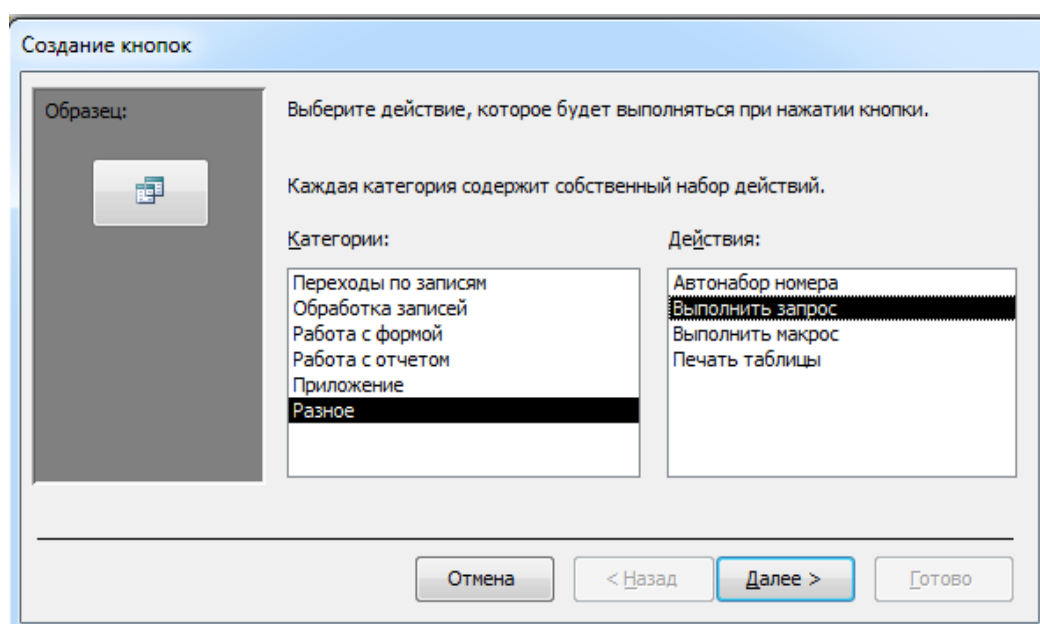 Создание кнопок
Образец:
Выберите действие, которое будет выполняться при нажатии кнопки.
Каждая категория содержит собственный набор действий.
Категории:
Переходы по записям
Обработка записей
Работа с формой
Работа с отчетом
Приложение
Разное
Действия:
Автонабор номера
Выполнить запрос
Выполнить макрос
Печать таблицы
Отмена
< Назад
Далее >
Готово